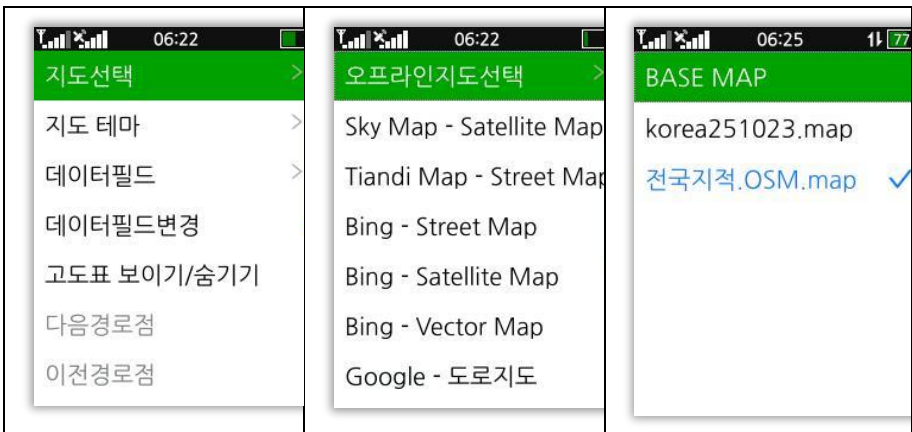 06:22
지도선택
지도 테마
데이터필드
데이터필드변경
고도표 보이기/숨기기
다음경로점
이전경로점
06:22
오프라인지도선택
Sky Map - Satellite Map
Tiandi Map - Street Map
Bing - Street Map
Bing - Satellite Map
Bing - Vector Map
Google - 도로지도
06:25 77
BASE MAP
korea251023.map
전국지적.OSM.map